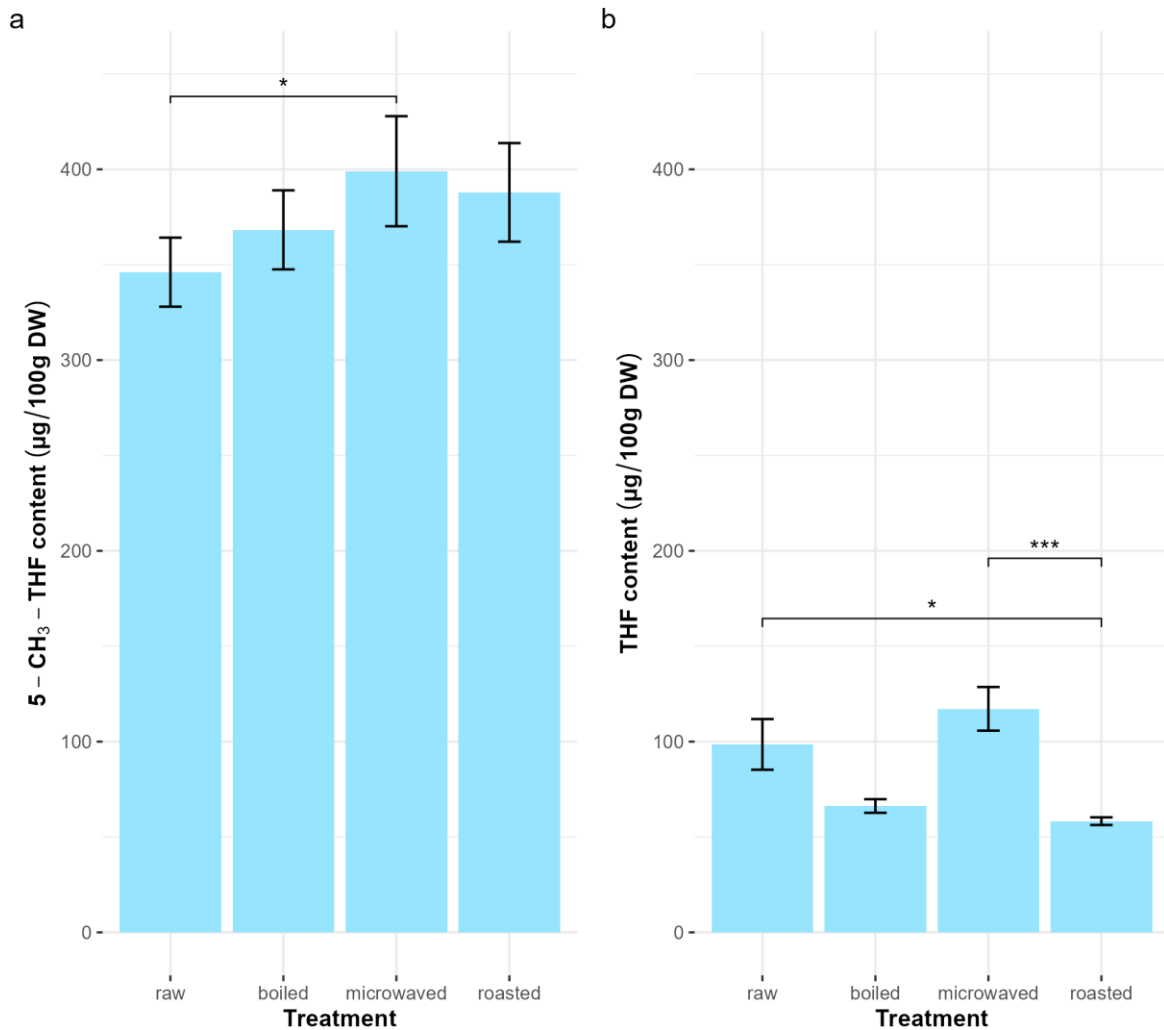 a
5 – CH₃ – THF content (µg/100g DW)
400
300
200
100
0
*
raw boiled microwaved roasted
Treatment
b
THF content (µg/100g DW)
400
300
200
100
0
***
*
raw boiled microwaved roasted
Treatment